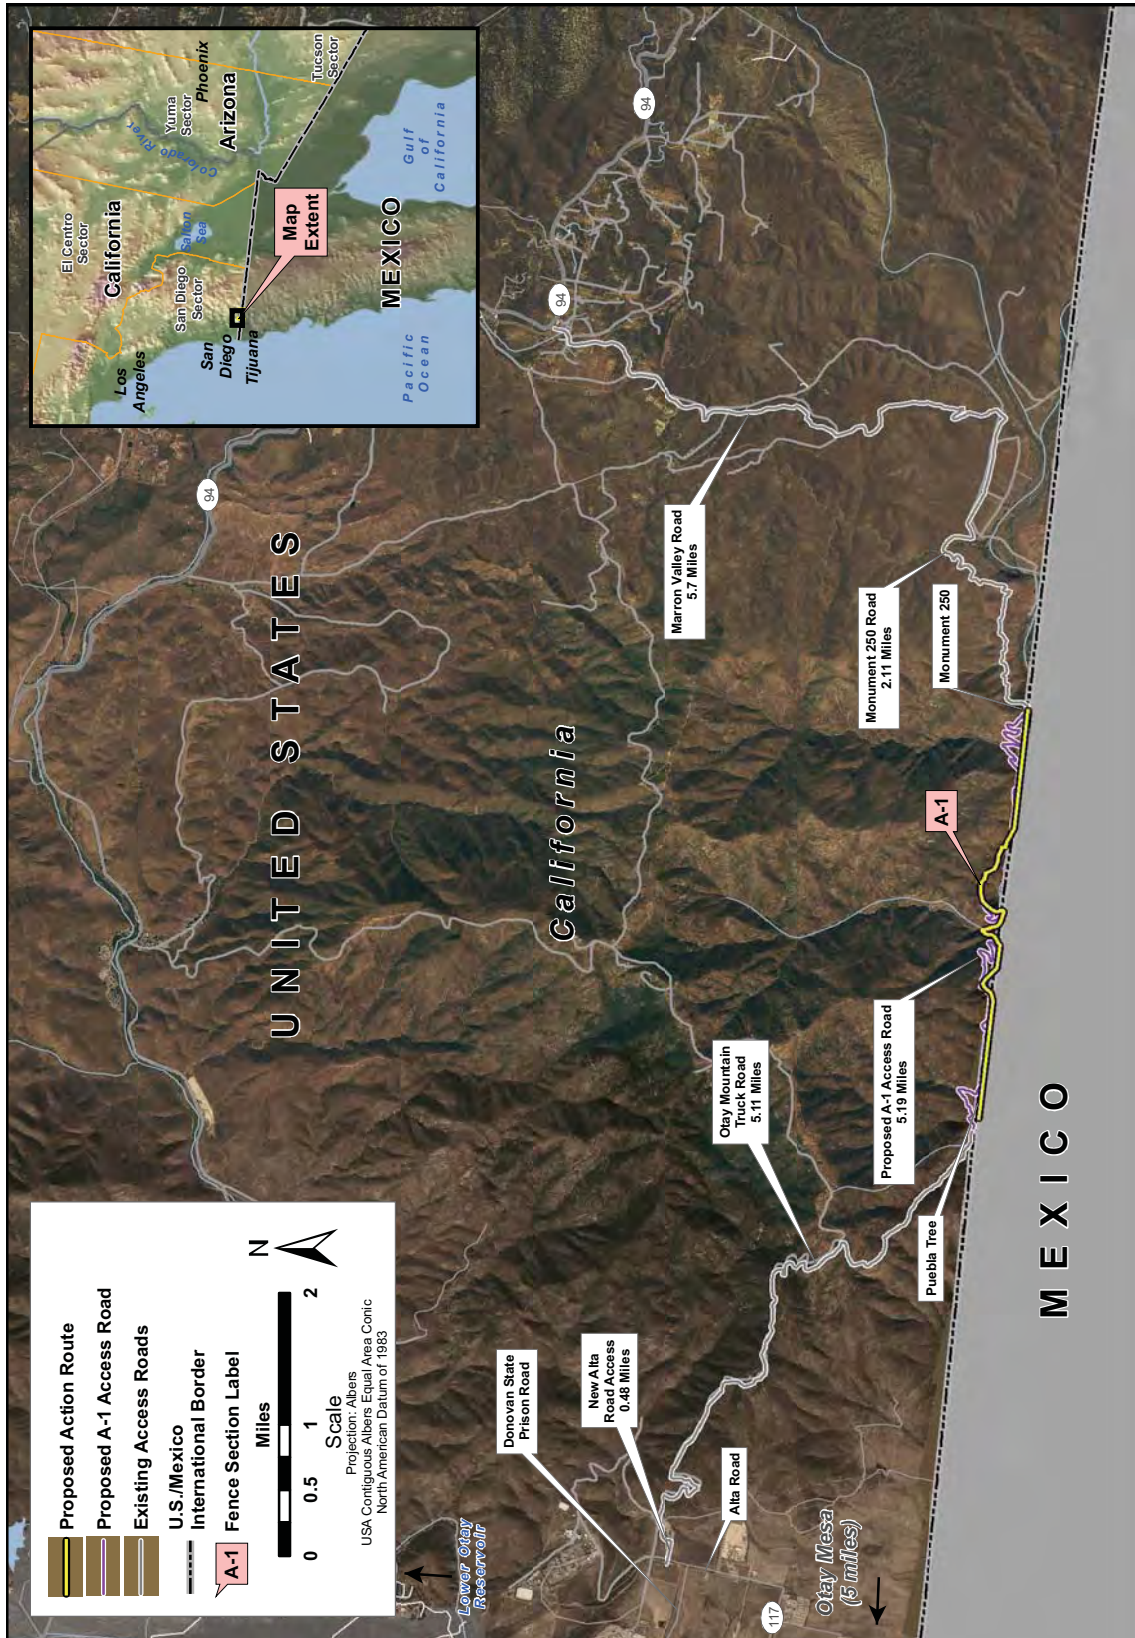 Los
Angeles
El Centro
Sector
California
San Diego
Sector
Salton
Sea
Yuma
Sector
Colorado River
Phoenix
Arizona
Tucson
Sector
San
Diego
Tijuana
Map
Extent
Pacific
Ocean
MEXICO
Gulf
of
California
94
94
94
UNITED STATES
California
Marron Valley Road
5.7 Miles
Monument 250 Road
2.11 Miles
Monument 250
A-1
Otay Mountain
Truck Road
5.11 Miles
Proposed A-1 Access Road
5.19 Miles
Puebla Tree
Donovan State
Prison Road
New Alta
Road Access
0.48 Miles
Alta Road
Lower Otay
Reservoir
117
Otay Mesa
(5 miles)
MEXICO
Proposed Action Route
Proposed A-1 Access Road
Existing Access Roads
U.S./Mexico
International Border
A-1
Fence Section Label
N
Miles
0
0.5
1
2
Scale
Projection: Albers
USA Contiguous Albers Equal Area Conic
North American Datum of 1983